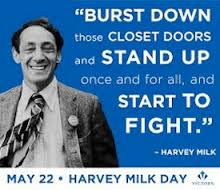 “BURST DOWN
those CLOSET DOORS
and STAND UP
once and for all, and
START TO
FIGHT.”
– HARVEY MILK
MAY 22 • HARVEY MILK DAY
VICTORY